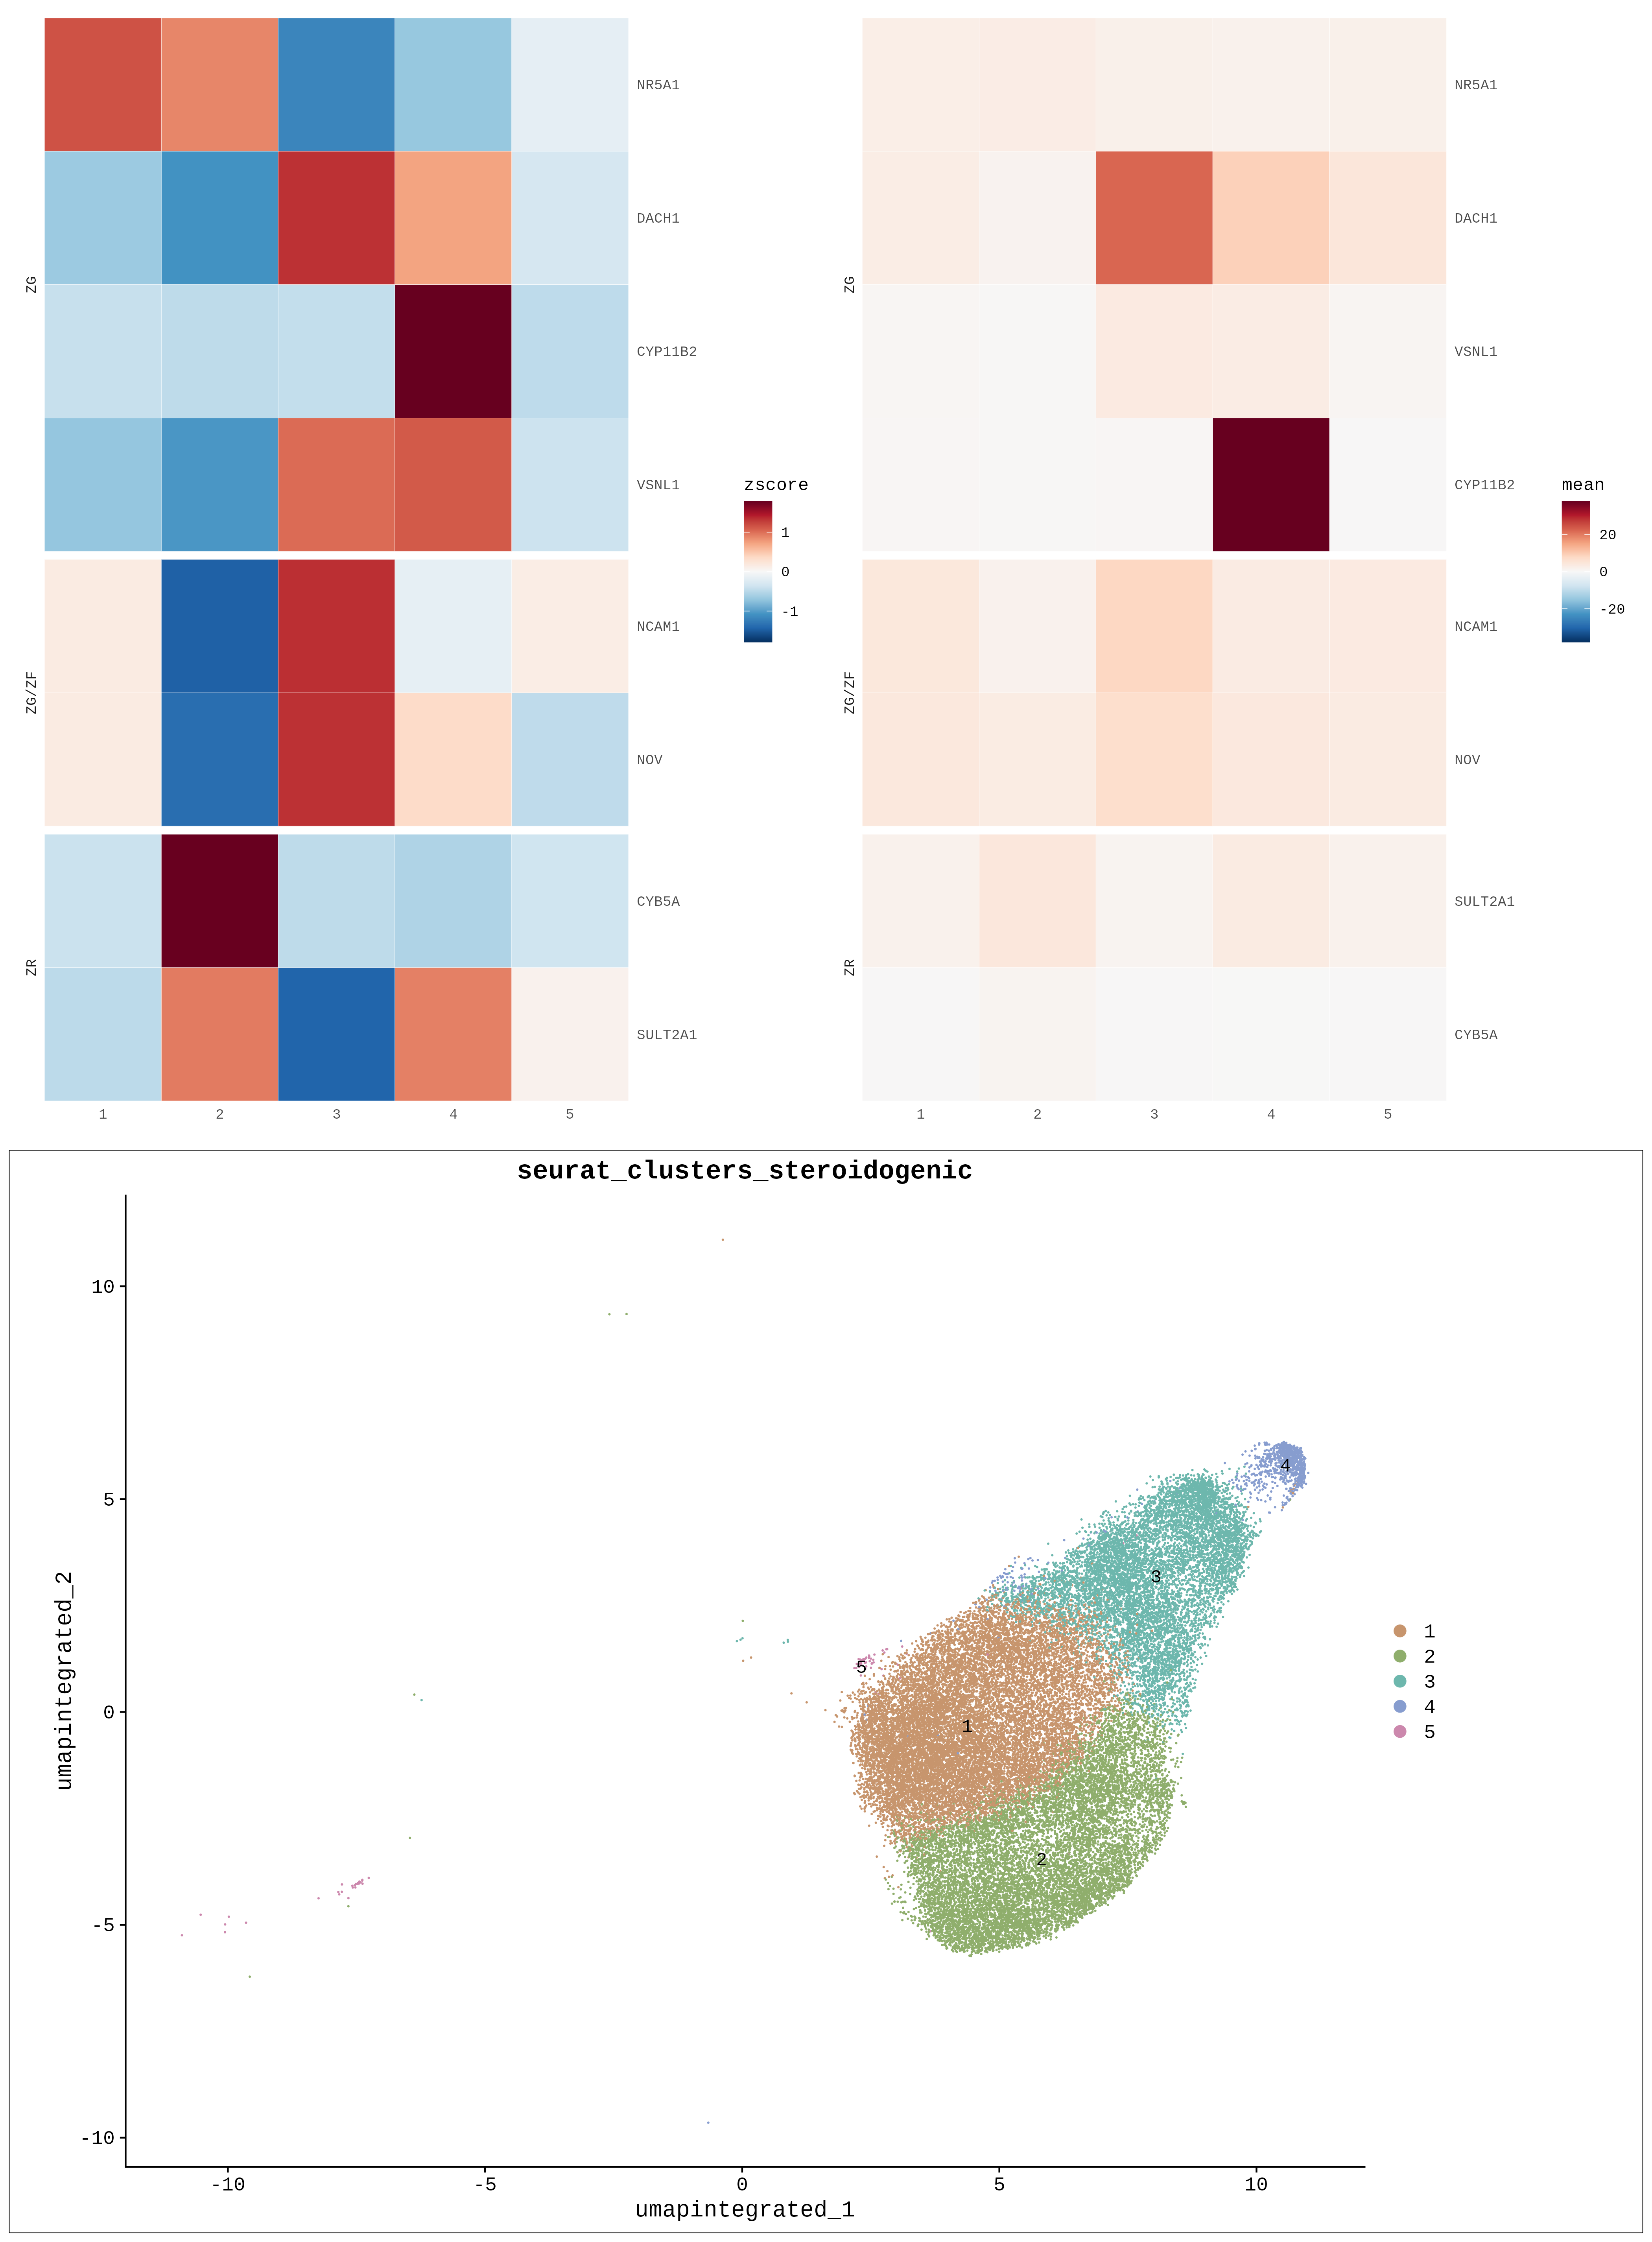 ZG
NR5A1
DACH1
CYP11B2
VSNL1
ZG/ZF
NCAM1
NOV
ZR
CYB5A
SULT2A1
1 2 3 4 5
zscore
1
0
-1
ZG
NR5A1
DACH1
VSNL1
CYP11B2
ZG/ZF
NCAM1
NOV
ZR
SULT2A1
CYB5A
1 2 3 4 5
mean
20
0
-20
seurat_clusters_steroidogenic
umapintegrated_2
10
5
0
-5
-10
4
3
5
1
2
-10 -5 0 5 10
umapintegrated_1
1
2
3
4
5